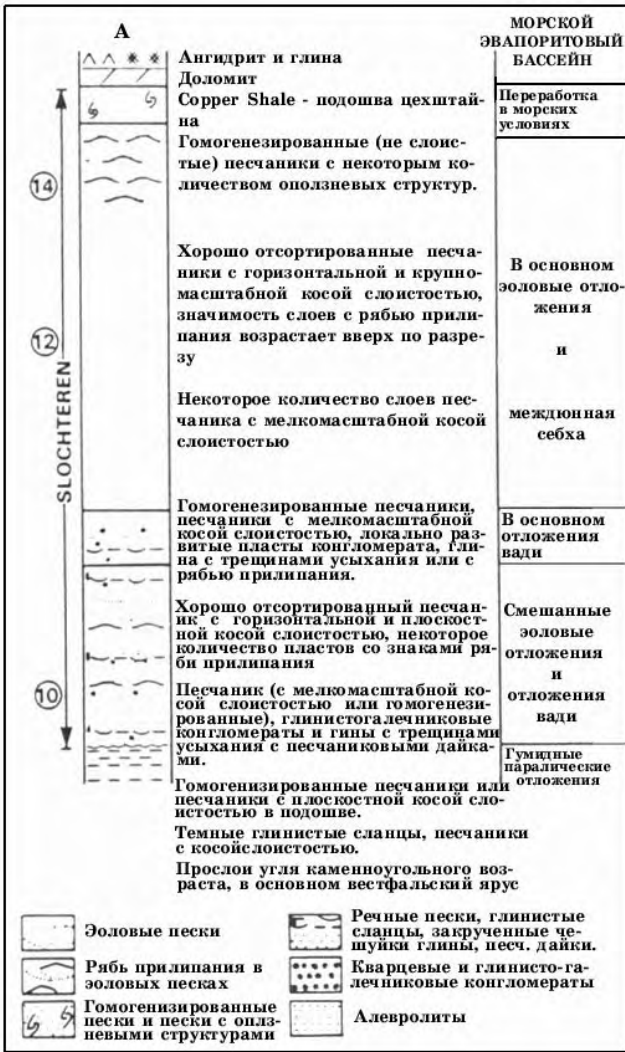 А
МОРСКОЙ
ЭВАПОРИТОВЫЙ
БАССЕЙН
Ангидрит и глина
Доломит
Copper Shale - подошва цехштай-
на
Переработка
в морских
условиях
Гомогенезированные (не слоис-
тые) песчаники с некоторым ко-
личеством оползневых структур.
14
Хорошо отсортированные песча-
ники с горизонтальной и крупно-
масштабной косой слоистостью,
значимость слоев с рябью прили-
пания возрастает вверх по разре-
зу
В основном
эоловые отло-
жения
и
междюнная
себха
12
SLOCHTEREN
Некоторое количество слоев пес-
чаника с мелкомасштабной косой
слоистостью
Гомогенезированные песчаники,
песчаники с мелкомасштабной
косой слоистостью, локально раз-
витые пласты конгломерата, гли-
на с трещинами усыхания или с
рябью прилипания.
В основном
отложения
вади
Хорошо отсортированный песчан-
ик с горизонтальной и плоскост-
ной косой слоистостью, некоторое
количество пластов со знаками ря-
би прилипания
Смешанные
эоловые
отложения
и
отложения
вади
10
Песчаник (с мелкомасштабной ко-
сой слоистостью или гомогенези-
рованные), глинистогалечниковые
конгломераты и гины с трещинами
усыхания с песчаниковыми дайка-
ми.
Гумидные
паралические
отложения
Гомогенизированные песчаники или
песчаники с плоскостной косой сло-
истостью в подошве.
Темные глинистые сланцы, песчаники
с косойслоистостью.
Прослои угля каменноугольного воз-
раста, в основном вестфальский ярус
Эоловые пески
Рябь прилипания в
эоловых песках
Гомогенизированные
пески и пески с оплз-
невыми структурами
Речные пески, глинистые
сланцы, закрученные че-
шуйки глины, песч. дайки.
Кварцевые и глинисто-га-
лечниковые конгломераты
Алевролиты